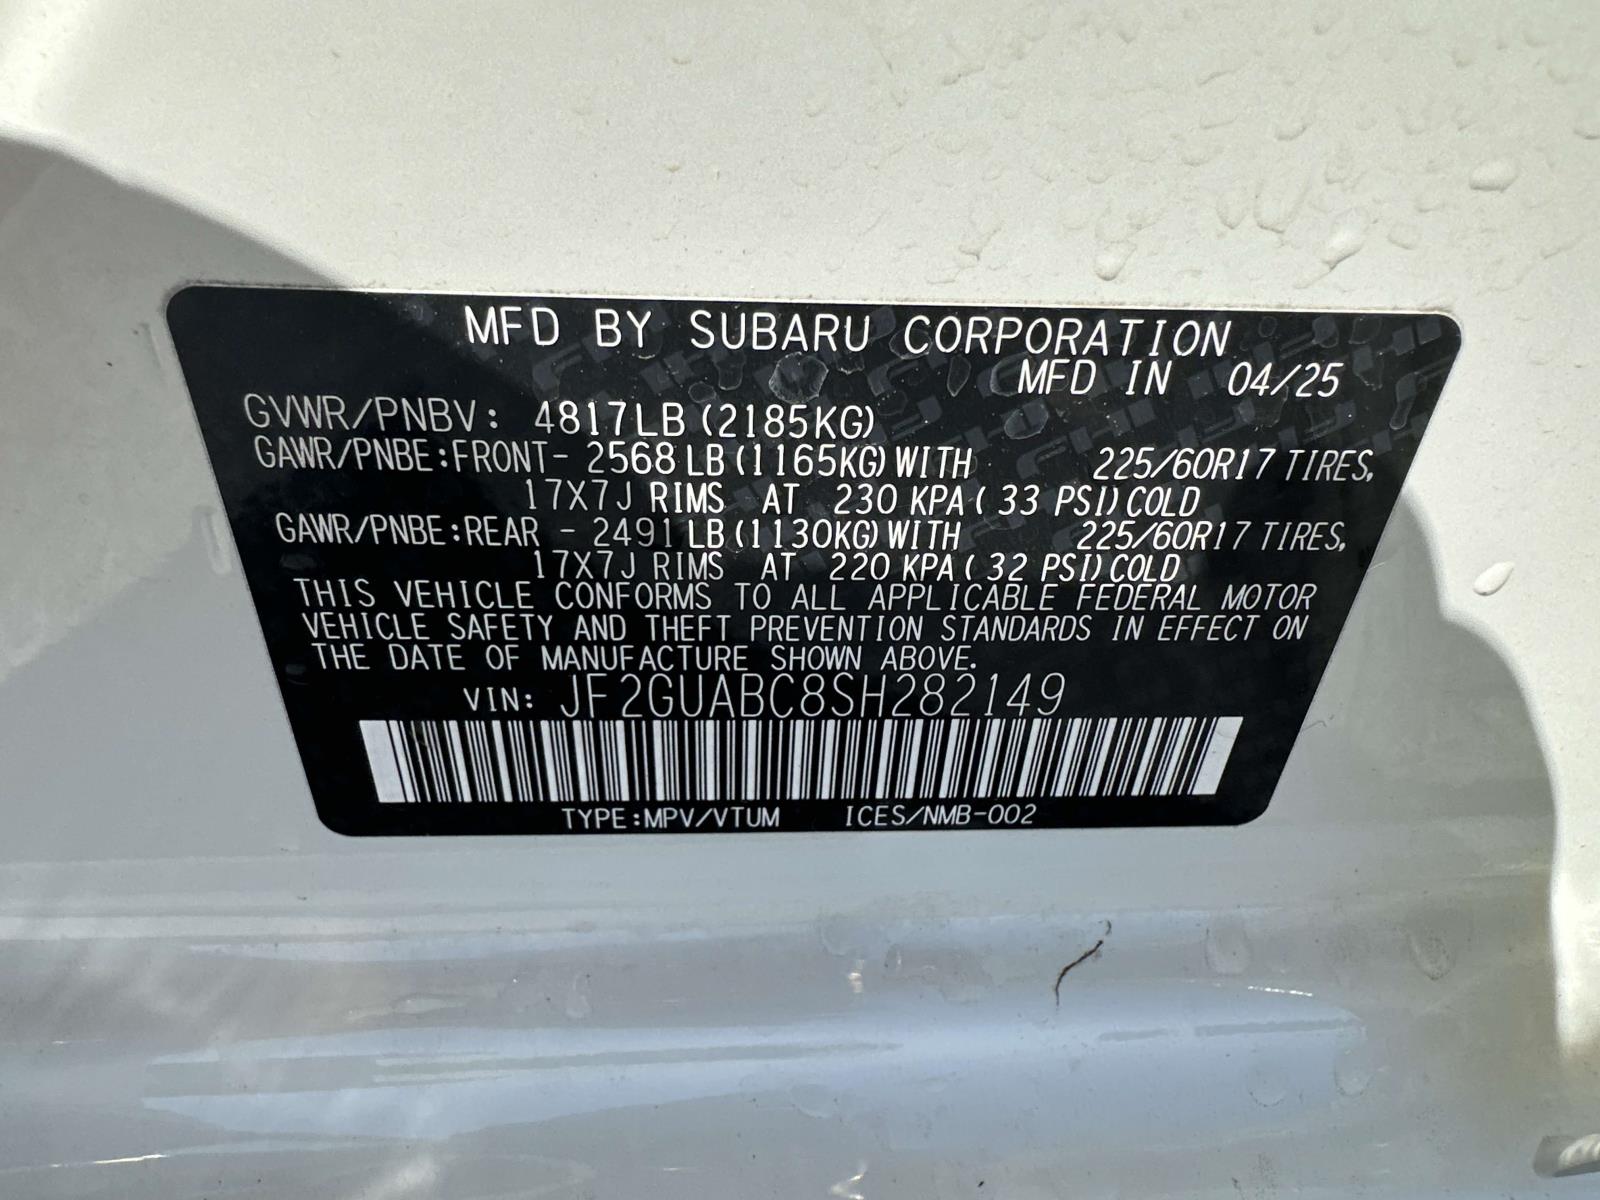 MFD BY SUBARU CORPORATION
MFD IN 04/25
GVWR/PNBV: 4817LB (2185KG)
GAWR/PNBE:FRONT- 2568 LB (1165KG) WITH 225/60R17 TIRES,
17X7J RIMS AT 230 KPA ( 33 PSI) COLD
GAWR/PNBE:REAR - 2491 LB (1130KG) WITH 225/60R17 TIRES,
17X7J RIMS AT 220 KPA ( 32 PSI) COLD
THIS VEHICLE CONFORMS TO ALL APPLICABLE FEDERAL MOTOR
VEHICLE SAFETY AND THEFT PREVENTION STANDARDS IN EFFECT ON
THE DATE OF MANUFACTURE SHOWN ABOVE.
VIN: JF2GUABC8SH282149
TYPE:MPV/VTUM ICES/NMB-002